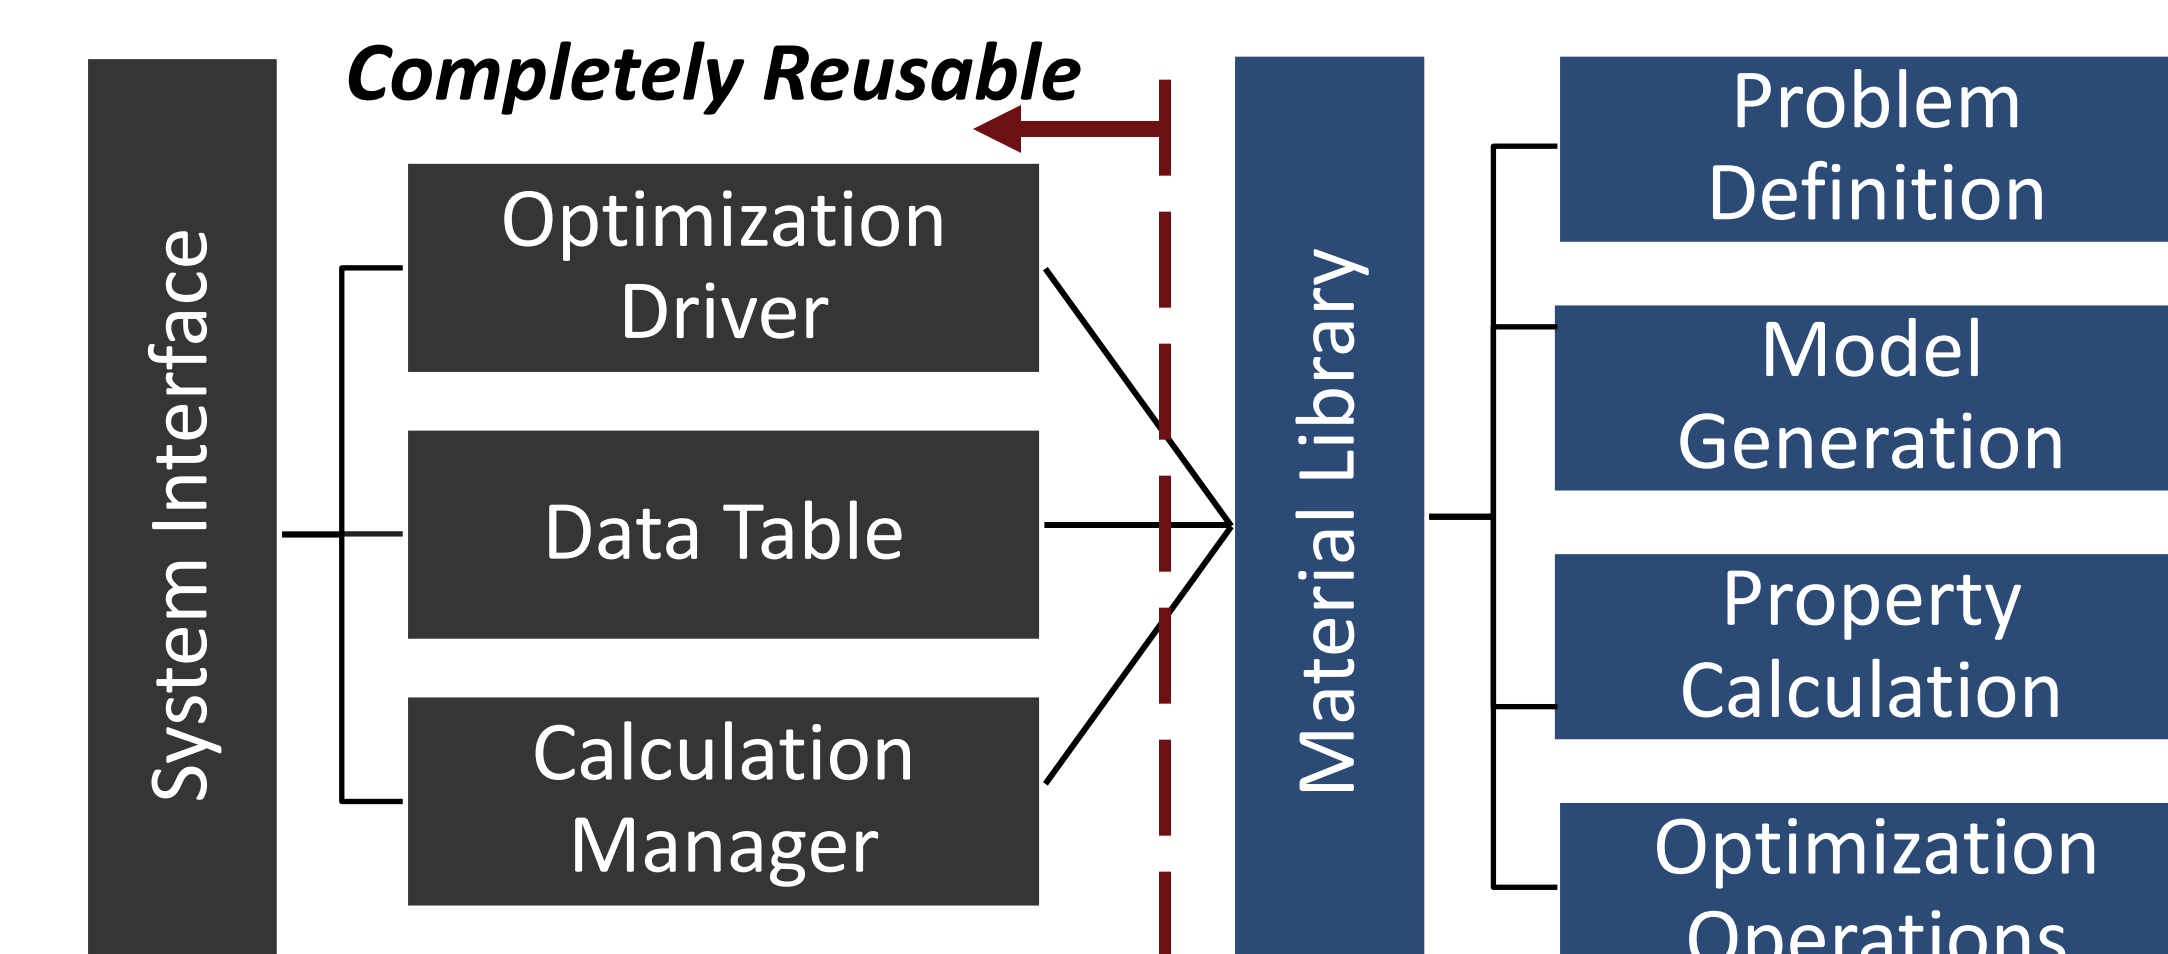 Completely Reusable
System Interface
Optimization
Driver
Data Table
Calculation
Manager
Material Library
Problem
Definition
Model
Generation
Property
Calculation
Optimization
Operations